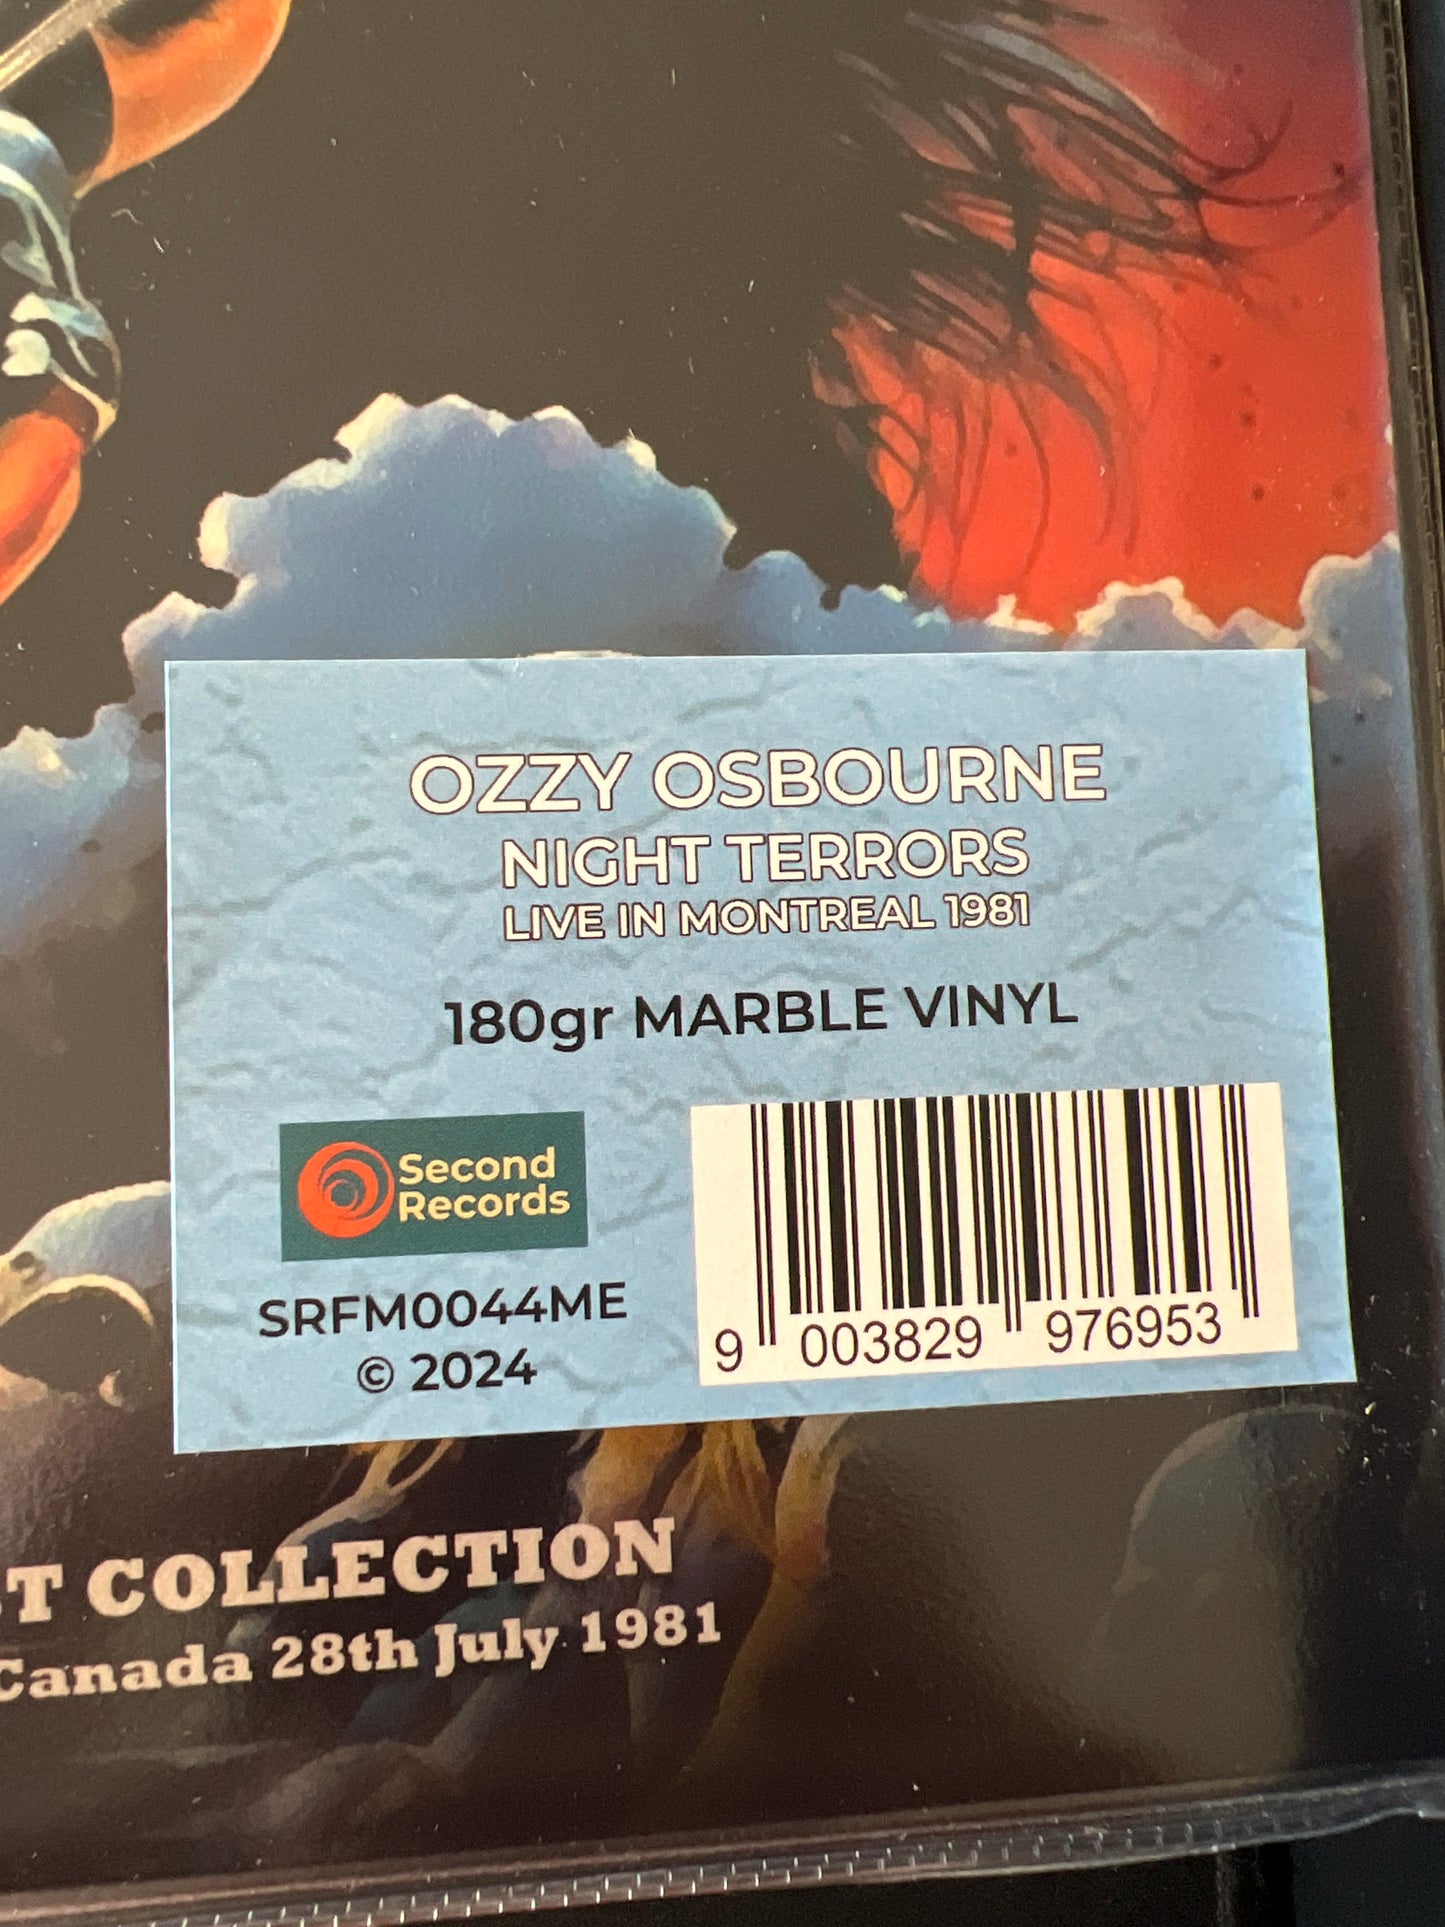 OZZY OSBOURNE
NIGHT TERRORS
LIVE IN MONTREAL 1981
180gr MARBLE VINYL
Second
Records
SRFM0044ME
© 2024
9 003829 976953
COLLECTION
Canada 28th July 1981